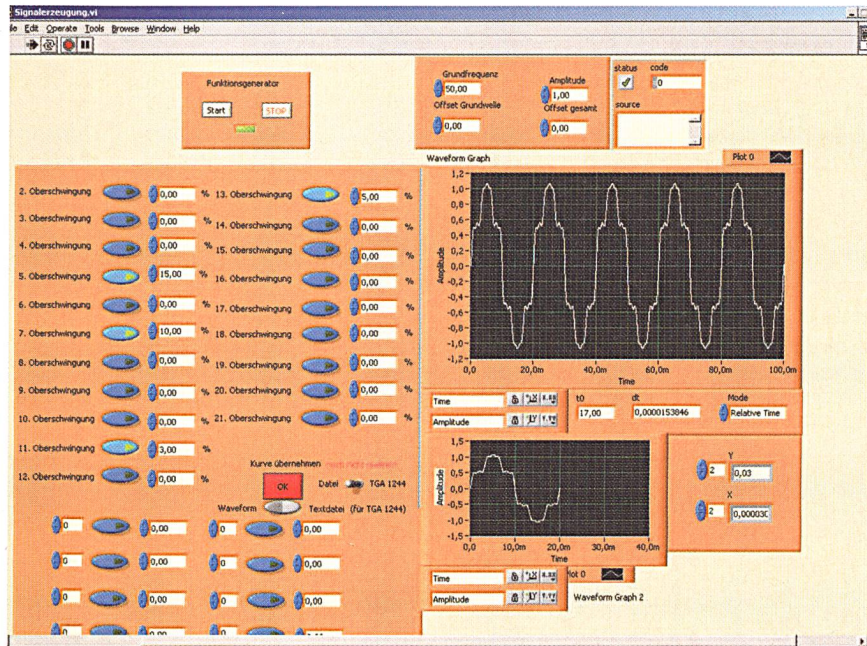 Signalerzeugung.vi
Edit Operate Tools Browse Window Help
Funktionsgenerator
Start STOP
Grundfrequenz Amplitude
50,00 1,00
Offset Grundwelle Offset gesamt
0,00 0,00
status code
0
source
Waveform Graph Plot 0
2. Oberschwingung 0,00 % 13. Oberschwingung 5,00 %
3. Oberschwingung 0,00 % 14. Oberschwingung 0,00 %
4. Oberschwingung 0,00 % 15. Oberschwingung 0,00 %
5. Oberschwingung 15,00 % 16. Oberschwingung 0,00 %
6. Oberschwingung 0,00 % 17. Oberschwingung 0,00 %
7. Oberschwingung 10,00 % 18. Oberschwingung 0,00 %
8. Oberschwingung 0,00 % 19. Oberschwingung 0,00 %
9. Oberschwingung 0,00 % 20. Oberschwingung 0,00 %
10. Oberschwingung 0,00 % 21. Oberschwingung 0,00 %
11. Oberschwingung 3,00 %
12. Oberschwingung 0,00 %
Kurve übernehmen
OK Datei TGA 1244
Waveform Textdatei (für TGA 1244)
0 0,00 0 0,00
0 0,00 0 0,00
0 0,00 0 0,00
0 0
Amplitude
1,2
1,0
0,8
0,6
0,4
0,2
0,0
-0,2
-0,4
-0,6
-0,8
-1,0
-1,2
0,0 20,0m 40,0m 60,0m 80,0m 100,0m
Time
Time
Amplitude
t0 dt Mode
17,00 0,0000153846 Relative Time
Amplitude
1,5
1,0
0,5
0,0
-0,5
-1,0
-1,5
0,0 10,0m 20,0m 30,0m 40,0m
Time
Y
2 0,03
X
2
Time
Amplitude
Plot 0
Waveform Graph 2